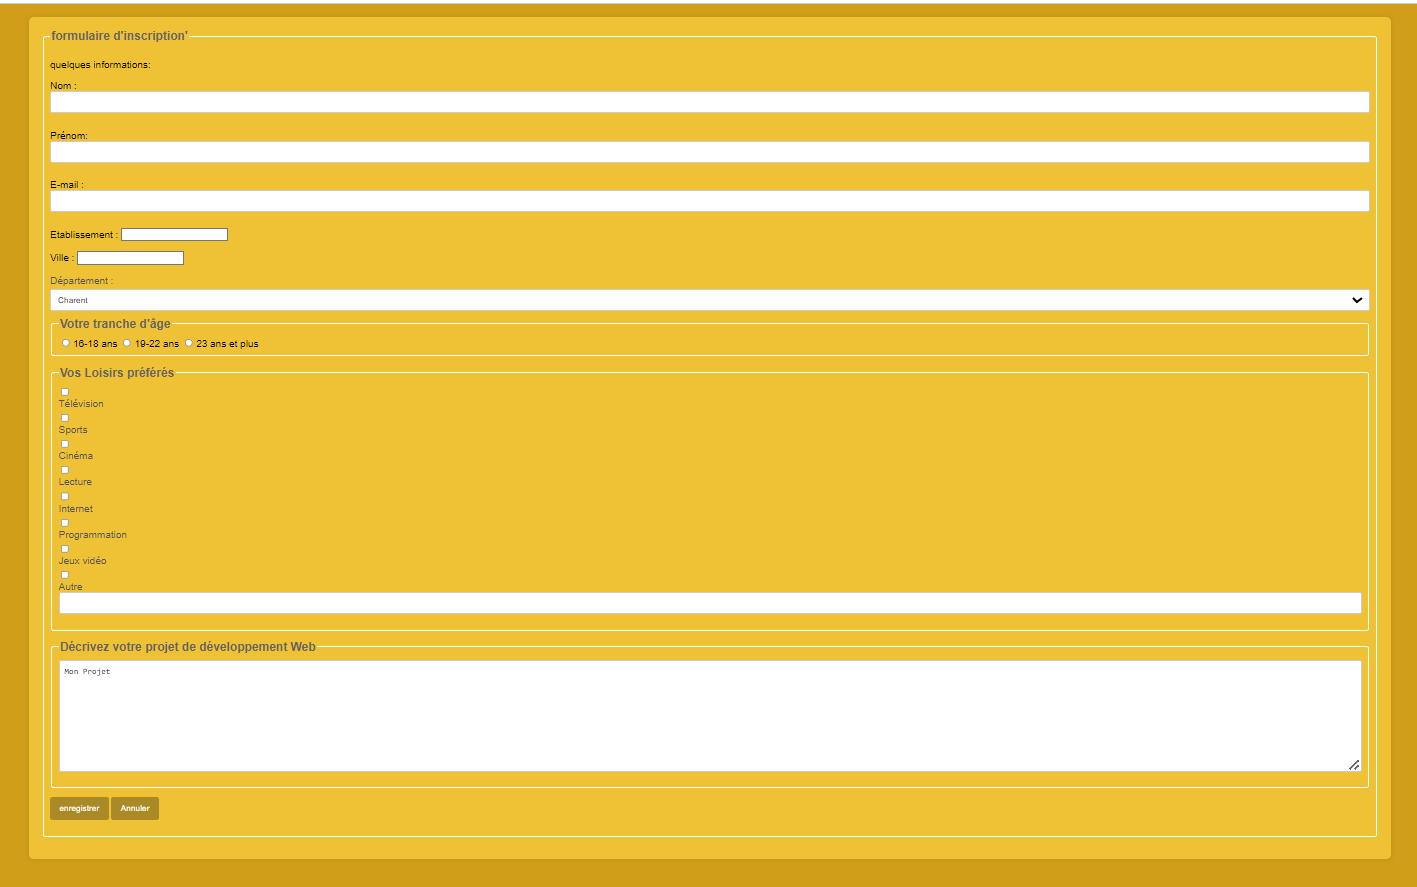 formulaire d'inscription'
quelques informations:
Nom :
Prénom:
E-mail :
Etablissement :
Ville :
Département :
Charent
Votre tranche d'âge
16-18 ans 19-22 ans 23 ans et plus
Vos Loisirs préférés
Télévision
Sports
Cinéma
Lecture
Internet
Programmation
Jeux vidéo
Autre
Décrivez votre projet de développement Web
Mon Projet
enregistrer Annuler